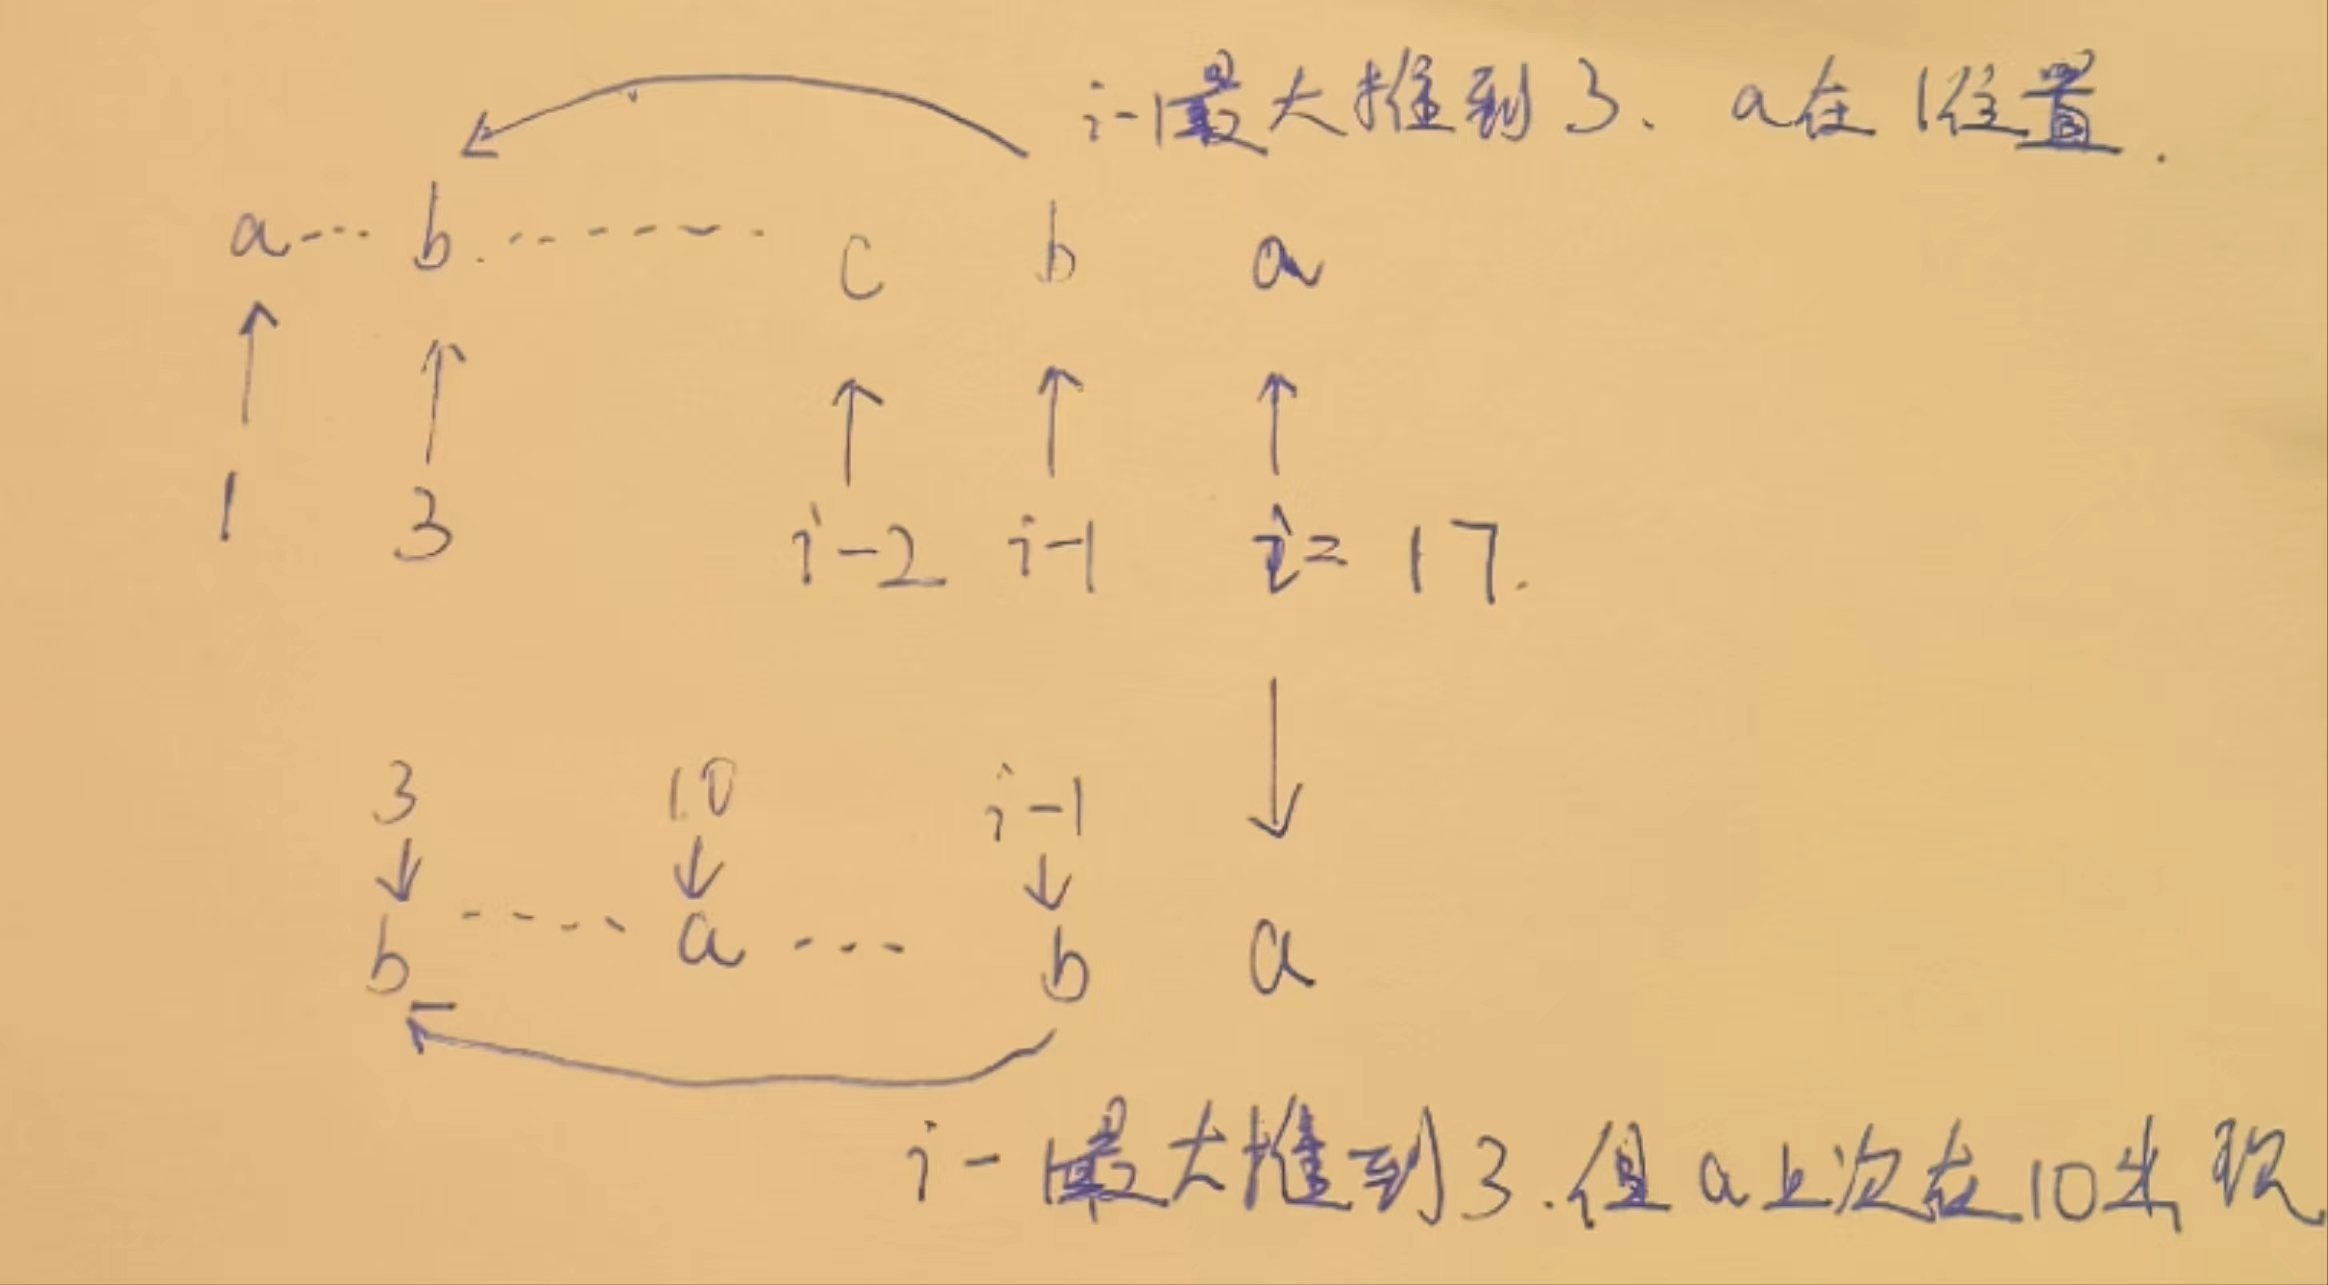 i-1最大推到3、a在1位置.
a … b ------ c b a
1 3 i-2 i-1 i=17.
3 10 i-1
b ---- a --- b a
i-1最大推到3.但a上次在10出现